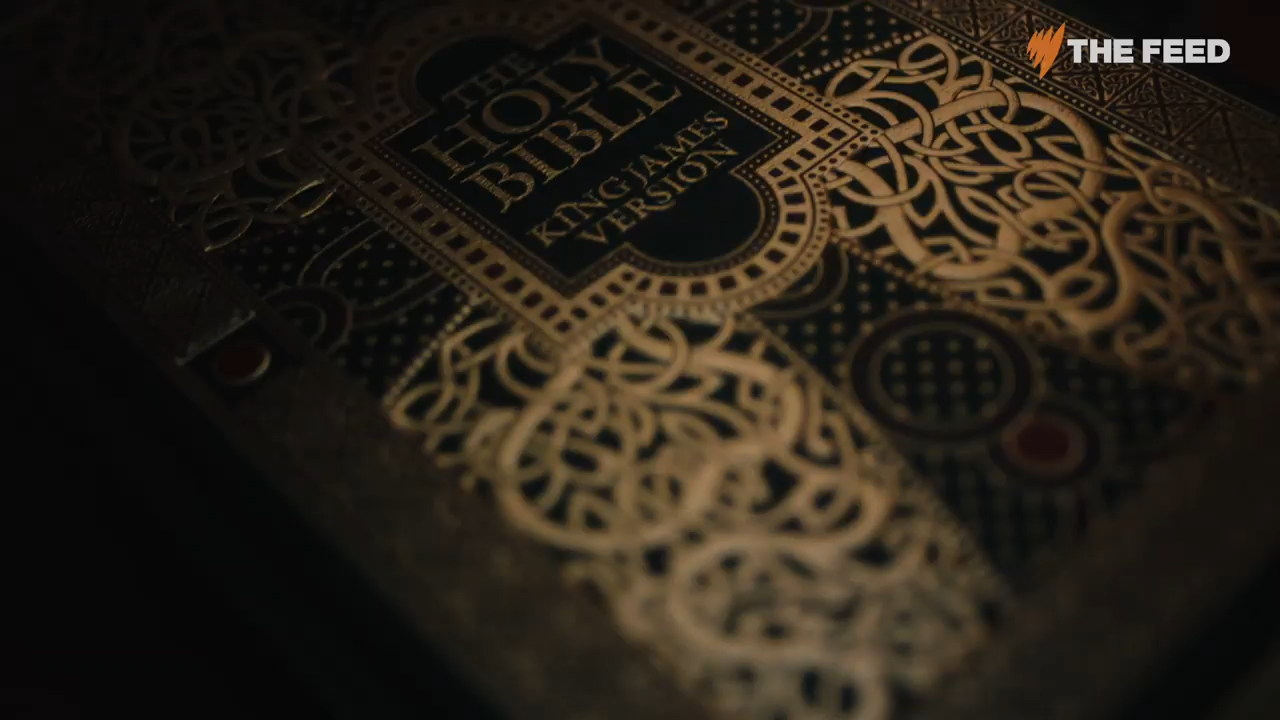 THE FEED
THE
HOLY
BIBLE
KING JAMES
VERSION